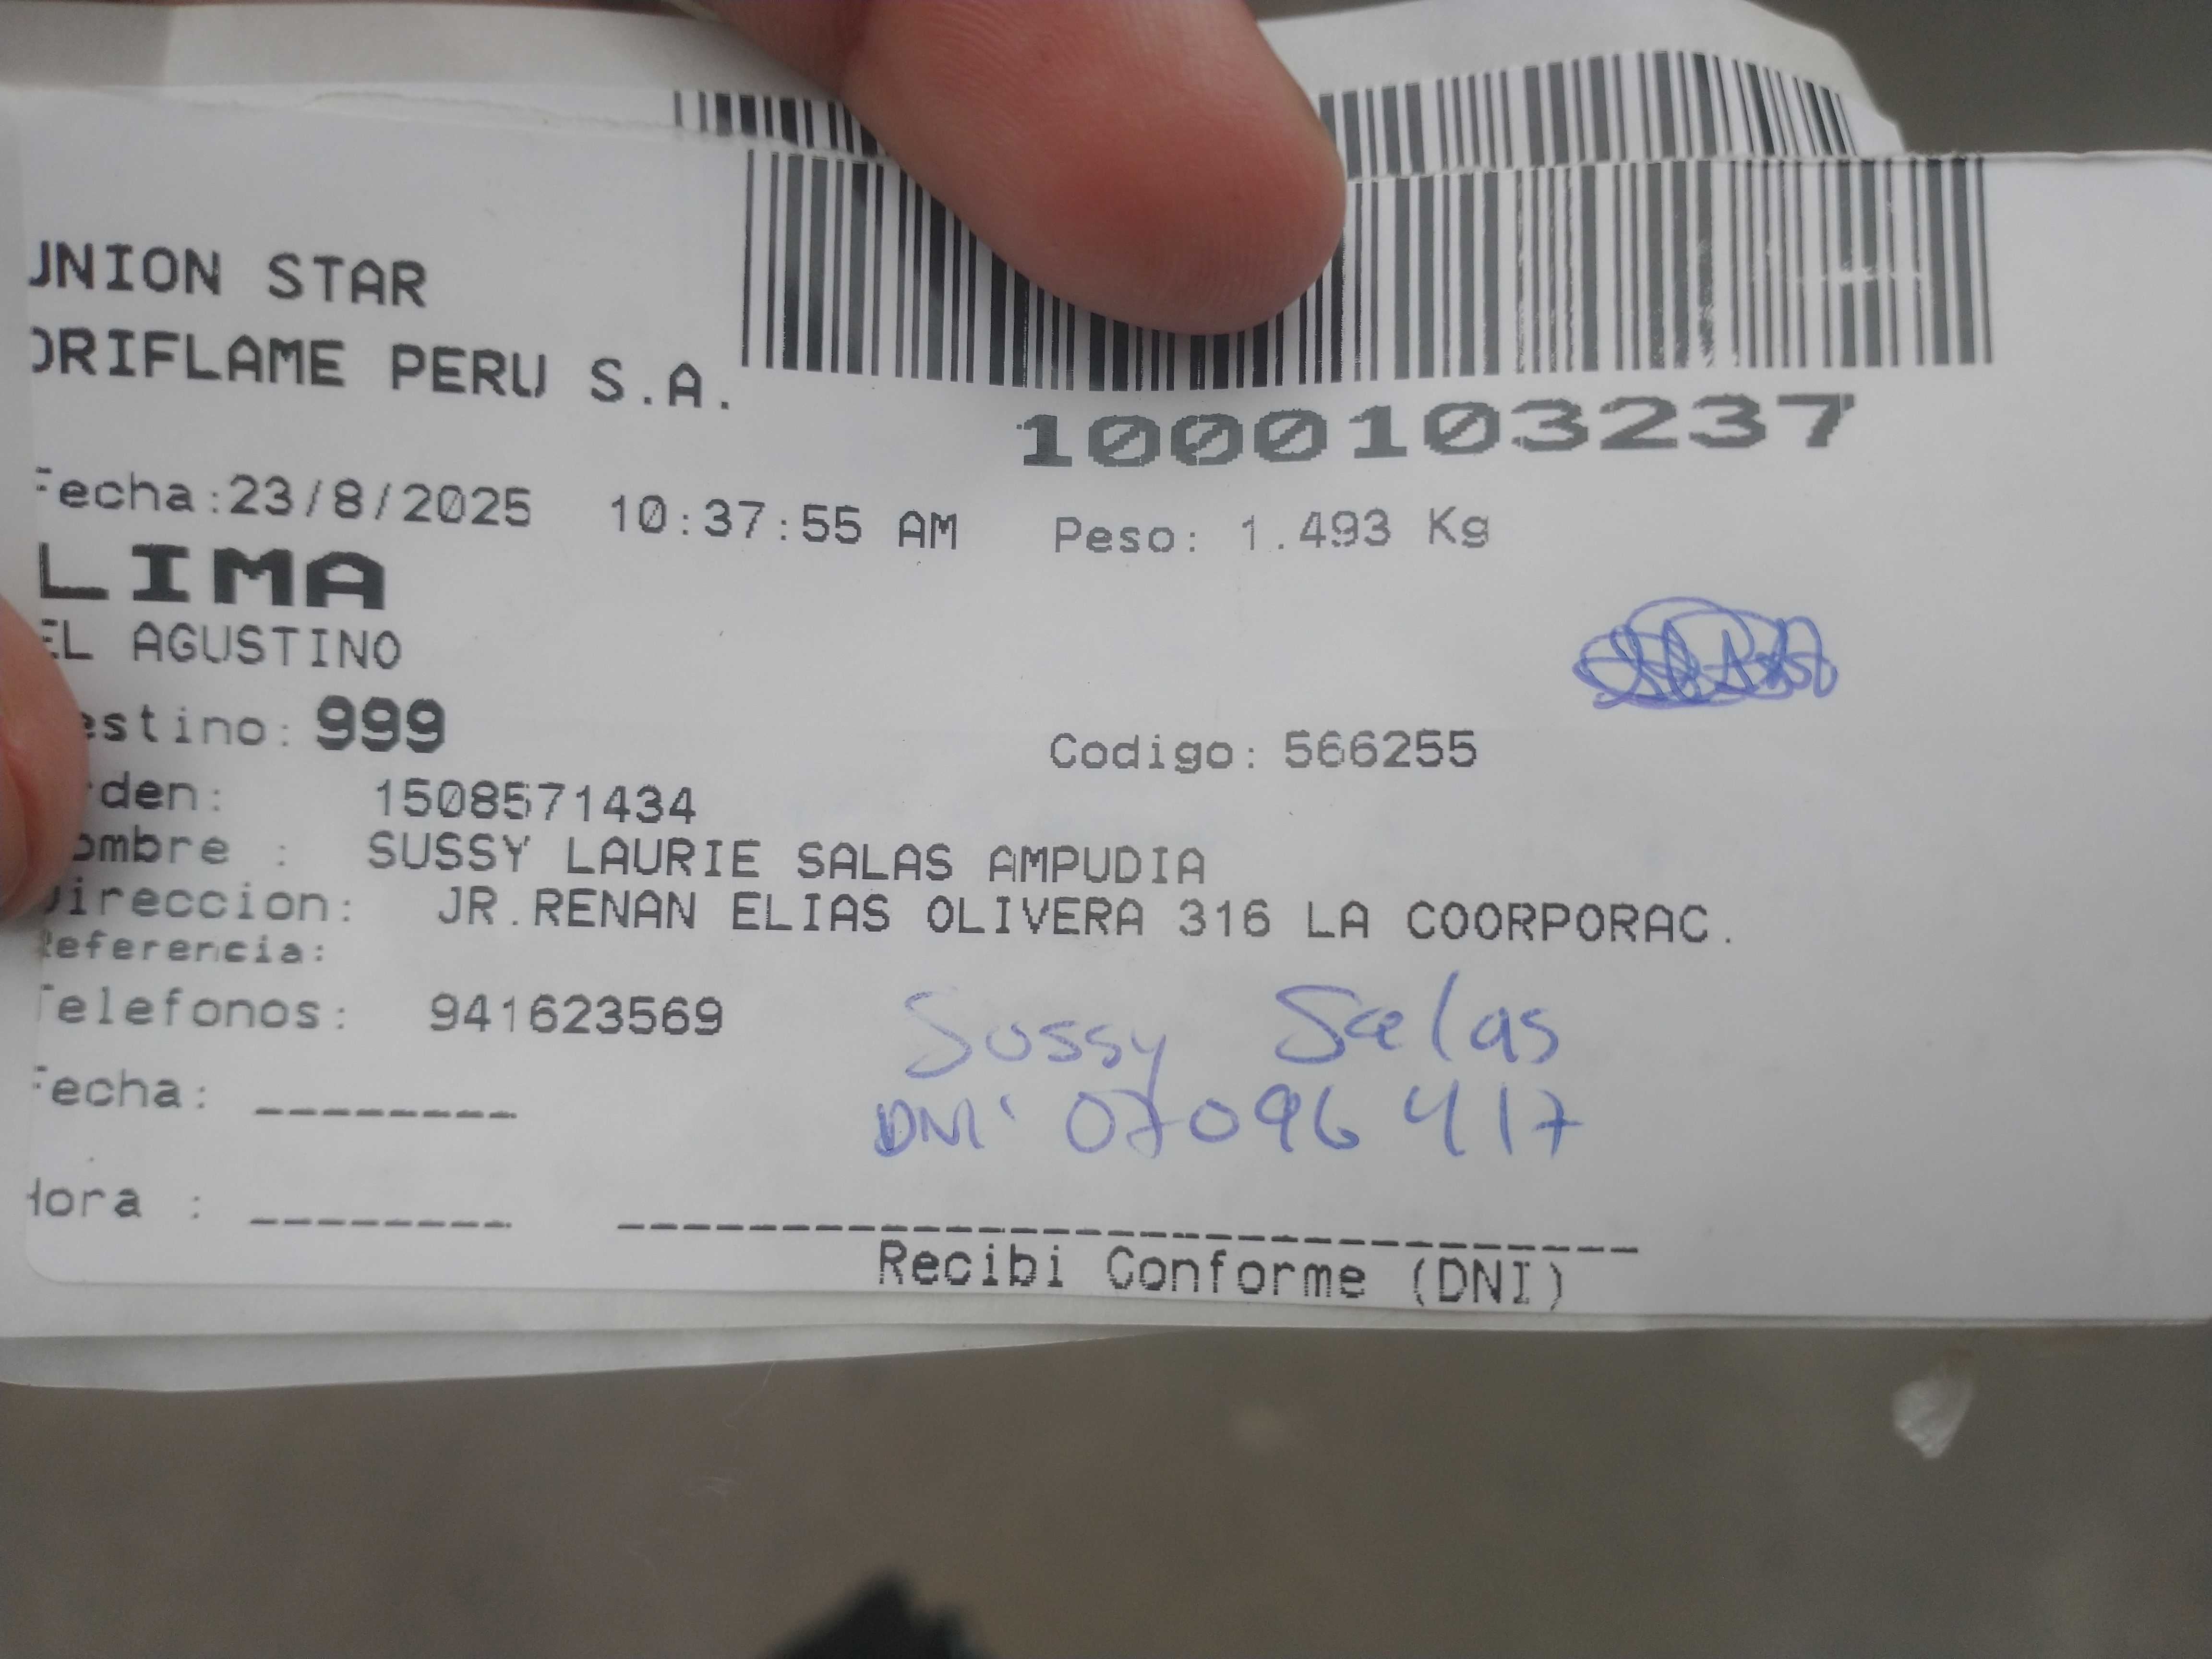 UNION STAR
ORIFLAME PERU S.A.
1000103237
Fecha:23/8/2025 10:37:55 AM Peso: 1.493 Kg
LIMA
EL AGUSTINO
estino: 999 Codigo: 566255
rden: 1508571434
ombre : SUSSY LAURIE SALAS AMPUDIA
Direccion: JR.RENAN ELIAS OLIVERA 316 LA COORPORAC.
Referencia:
Telefonos: 941623569
Sussy Salas
Fecha: --------
DNI: 07096417
Hora : --------
Recibi Conforme (DNI)